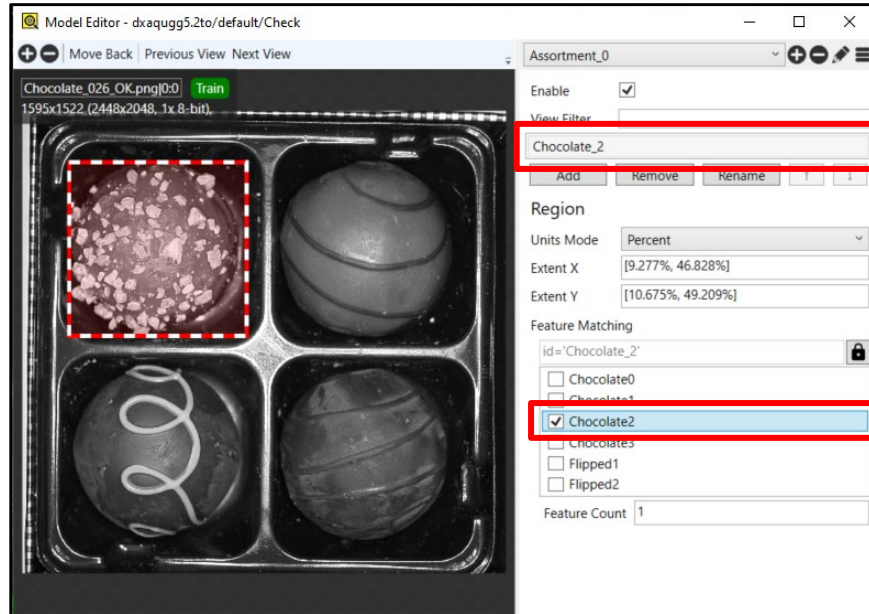 Model Editor - dxaqugg5.2to/default/Check
Move Back Previous View Next View
Chocolate_026_OK.png|0:0 Train
1595x1522 (2448x2048, 1x 8-bit),
Assortment_0
Enable
View Filter
Chocolate_2
Add Remove Rename ↑ ↓
Region
Units Mode Percent
Extent X [9.277%, 46.828%]
Extent Y [10.675%, 49.209%]
Feature Matching
id='Chocolate_2'
Chocolate0
Chocolate1
Chocolate2
Chocolate3
Flipped1
Flipped2
Feature Count 1